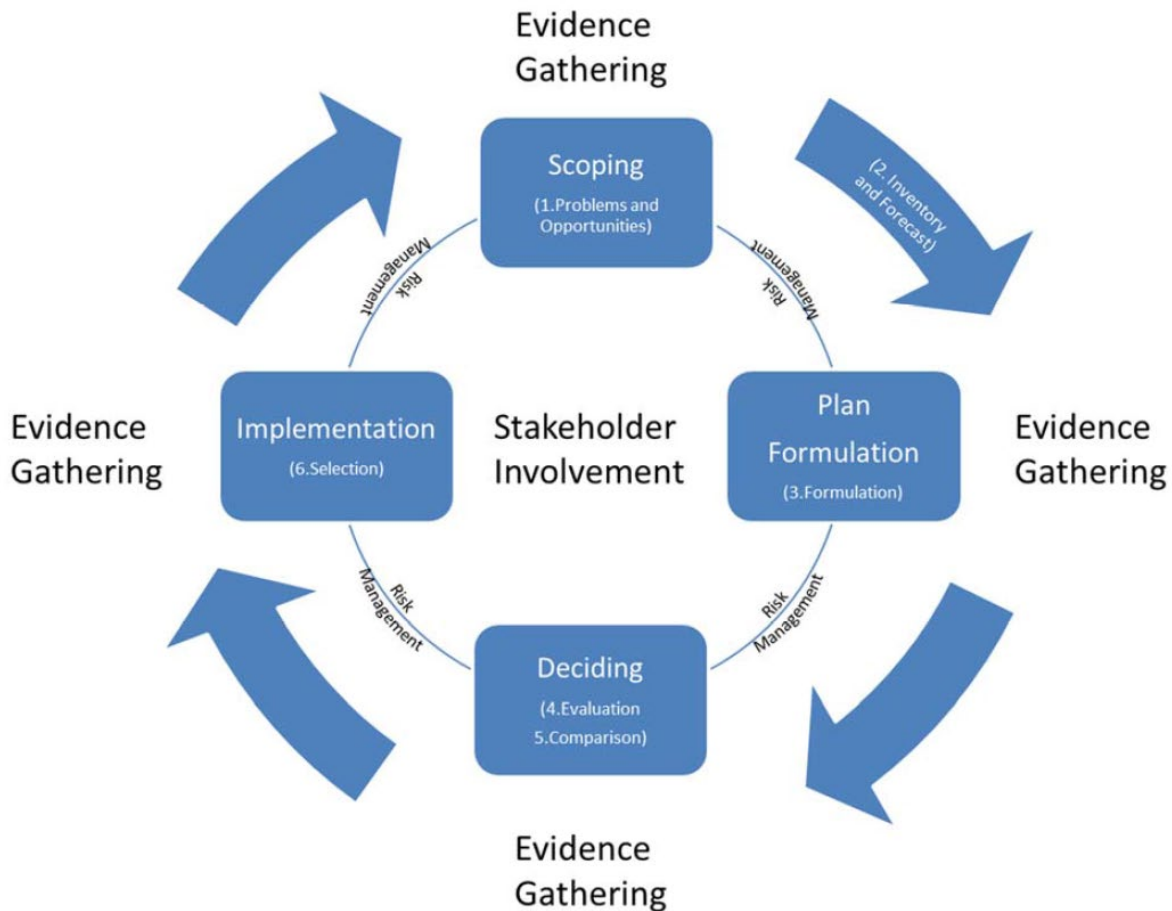 Evidence
Gathering
Scoping
(1.Problems and
Opportunities)
(2. Inventory
and Forecast)
Risk
Management
Risk
Management
Evidence
Gathering
Implementation
(6.Selection)
Stakeholder
Involvement
Plan
Formulation
(3.Formulation)
Evidence
Gathering
Risk
Management
Risk
Management
Deciding
(4.Evaluation
5.Comparison)
Evidence
Gathering